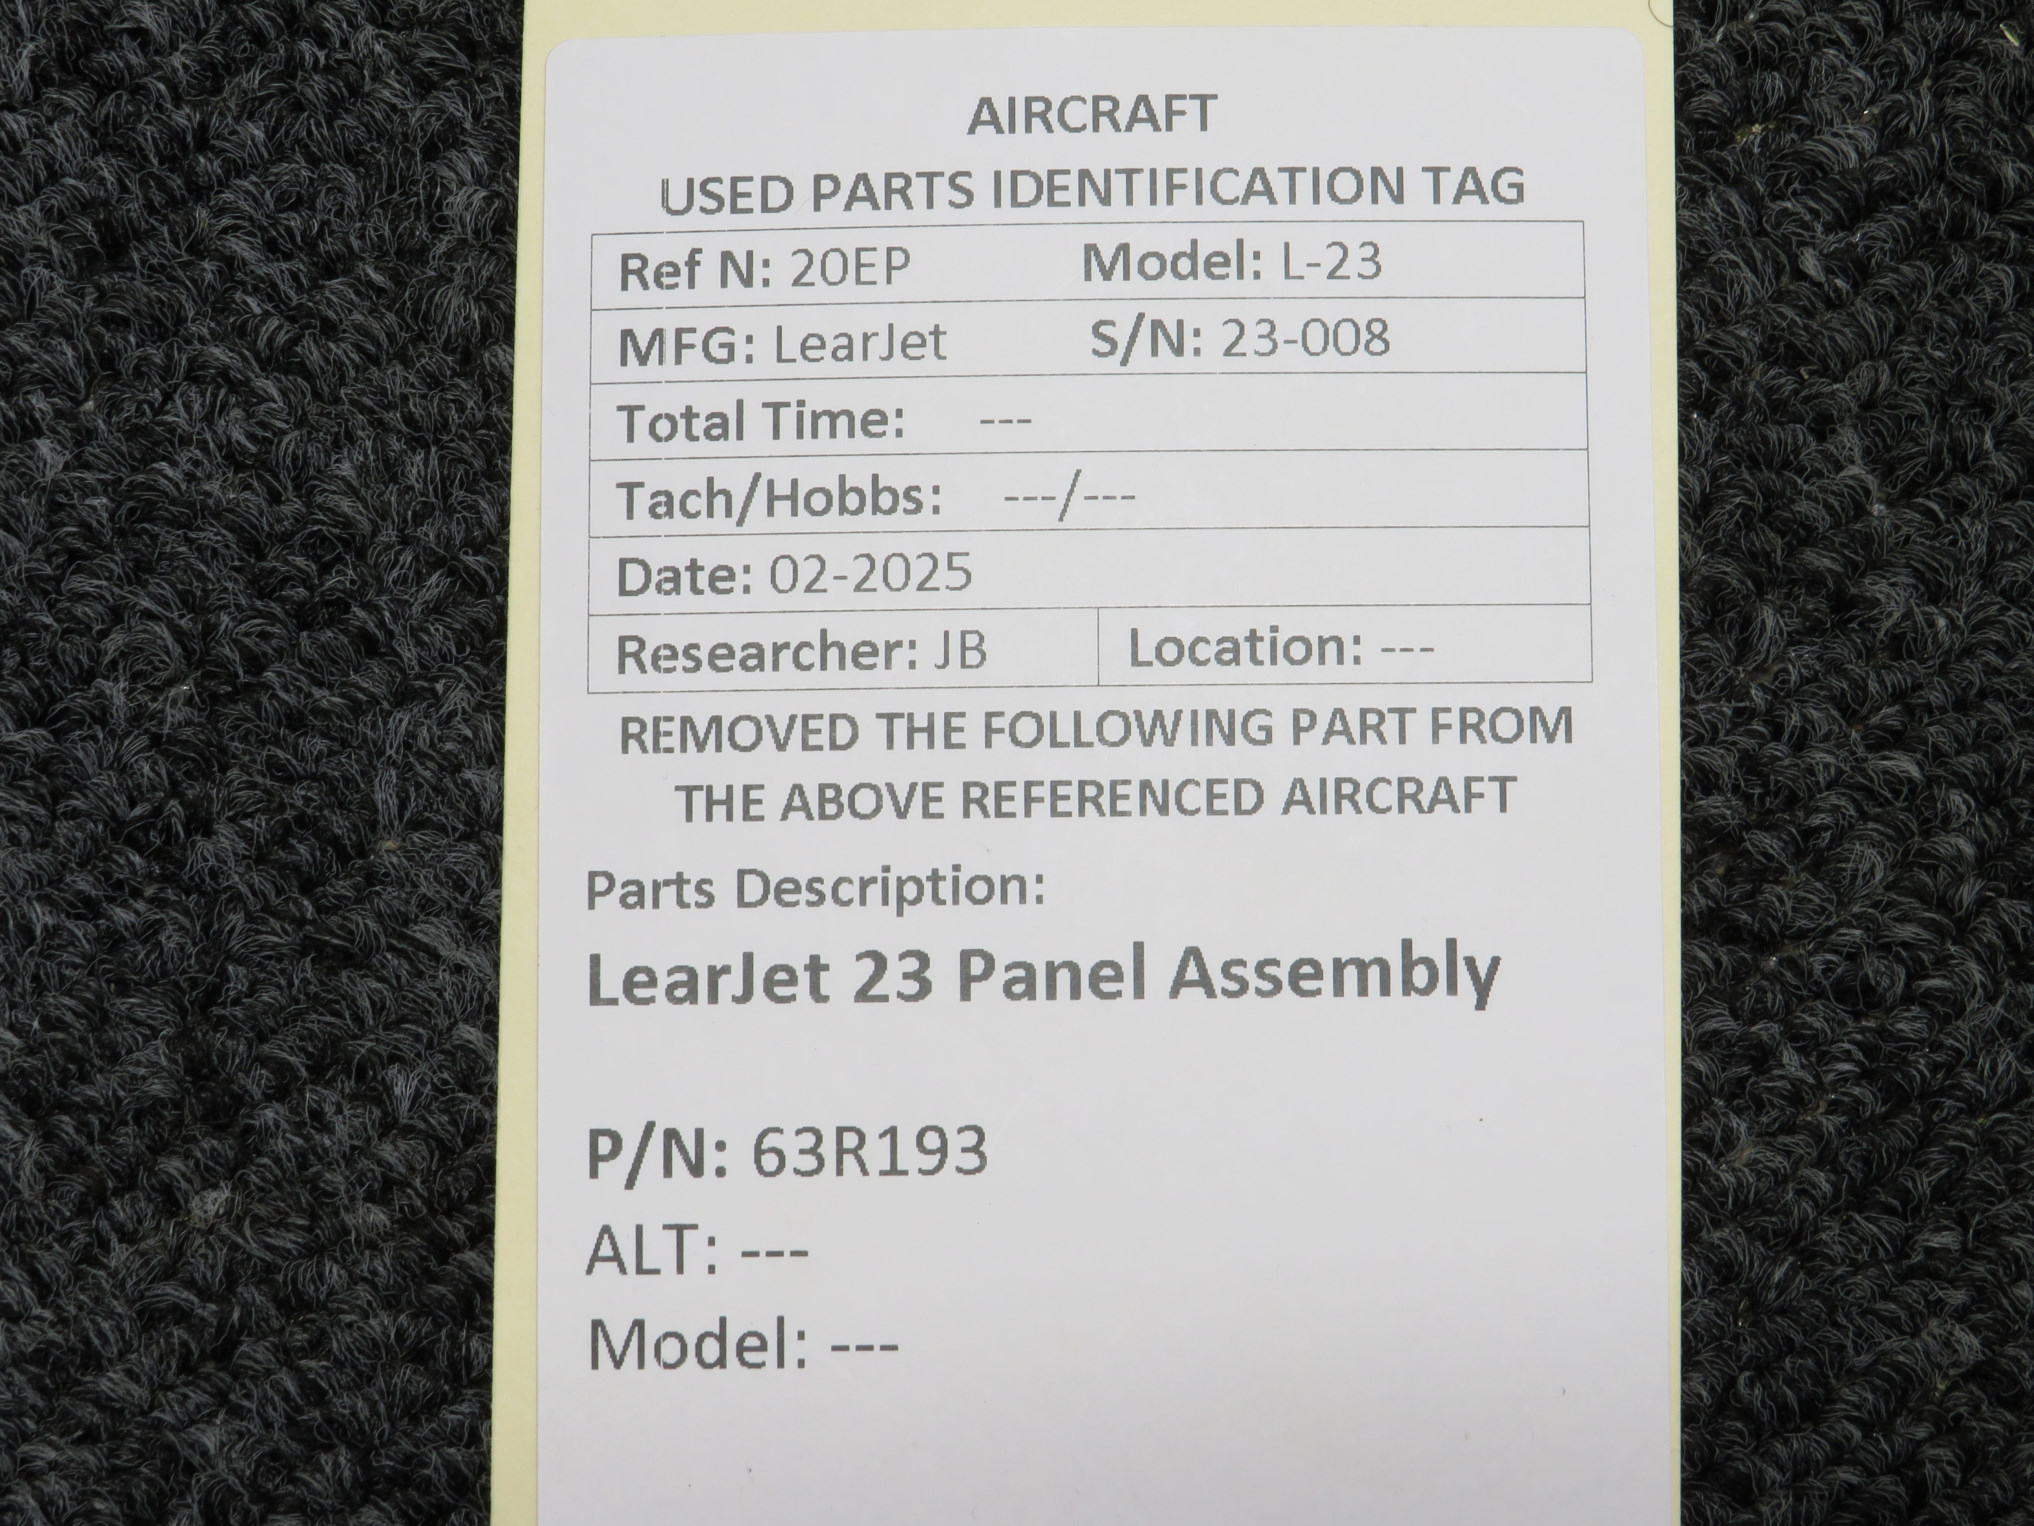 AIRCRAFT
USED PARTS IDENTIFICATION TAG
Ref N: 20EP Model: L-23
MFG: LearJet S/N: 23-008
Total Time: ---
Tach/Hobbs: ---/---
Date: 02-2025
Researcher: JB Location: ---
REMOVED THE FOLLOWING PART FROM
THE ABOVE REFERENCED AIRCRAFT
Parts Description:
LearJet 23 Panel Assembly
P/N: 63R193
ALT: ---
Model: ---